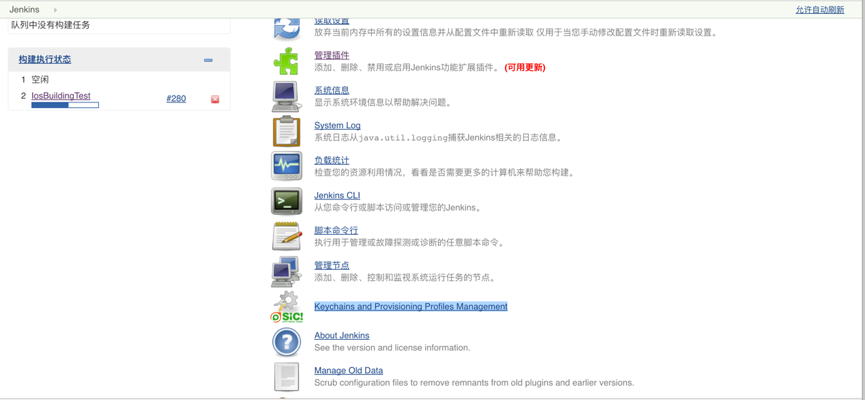 Jenkins
允许自动刷新
队列中没有构建任务
构建执行状态
1 空闲
2 IosBuildingTest #280
读取设置
放弃当前内存中所有的设置信息并从配置文件中重新读取 仅用于当您手动修改配置文件时重新读取设置。
管理插件
添加、删除、禁用或启用Jenkins功能扩展插件。 (可用更新)
系统信息
显示系统环境信息以帮助解决问题。
System Log
系统日志从java.util.logging捕获Jenkins相关的日志信息。
负载统计
检查您的资源利用情况，看看是否需要更多的计算机来帮助您构建。
Jenkins CLI
从您命令行或脚本访问或管理您的Jenkins。
脚本命令行
执行用于管理或故障探测或诊断的任意脚本命令。
管理节点
添加、删除、控制和监视系统运行任务的节点。
SiC!
Keychains and Provisioning Profiles Management
About Jenkins
See the version and license information.
Manage Old Data
Scrub configuration files to remove remnants from old plugins and earlier versions.